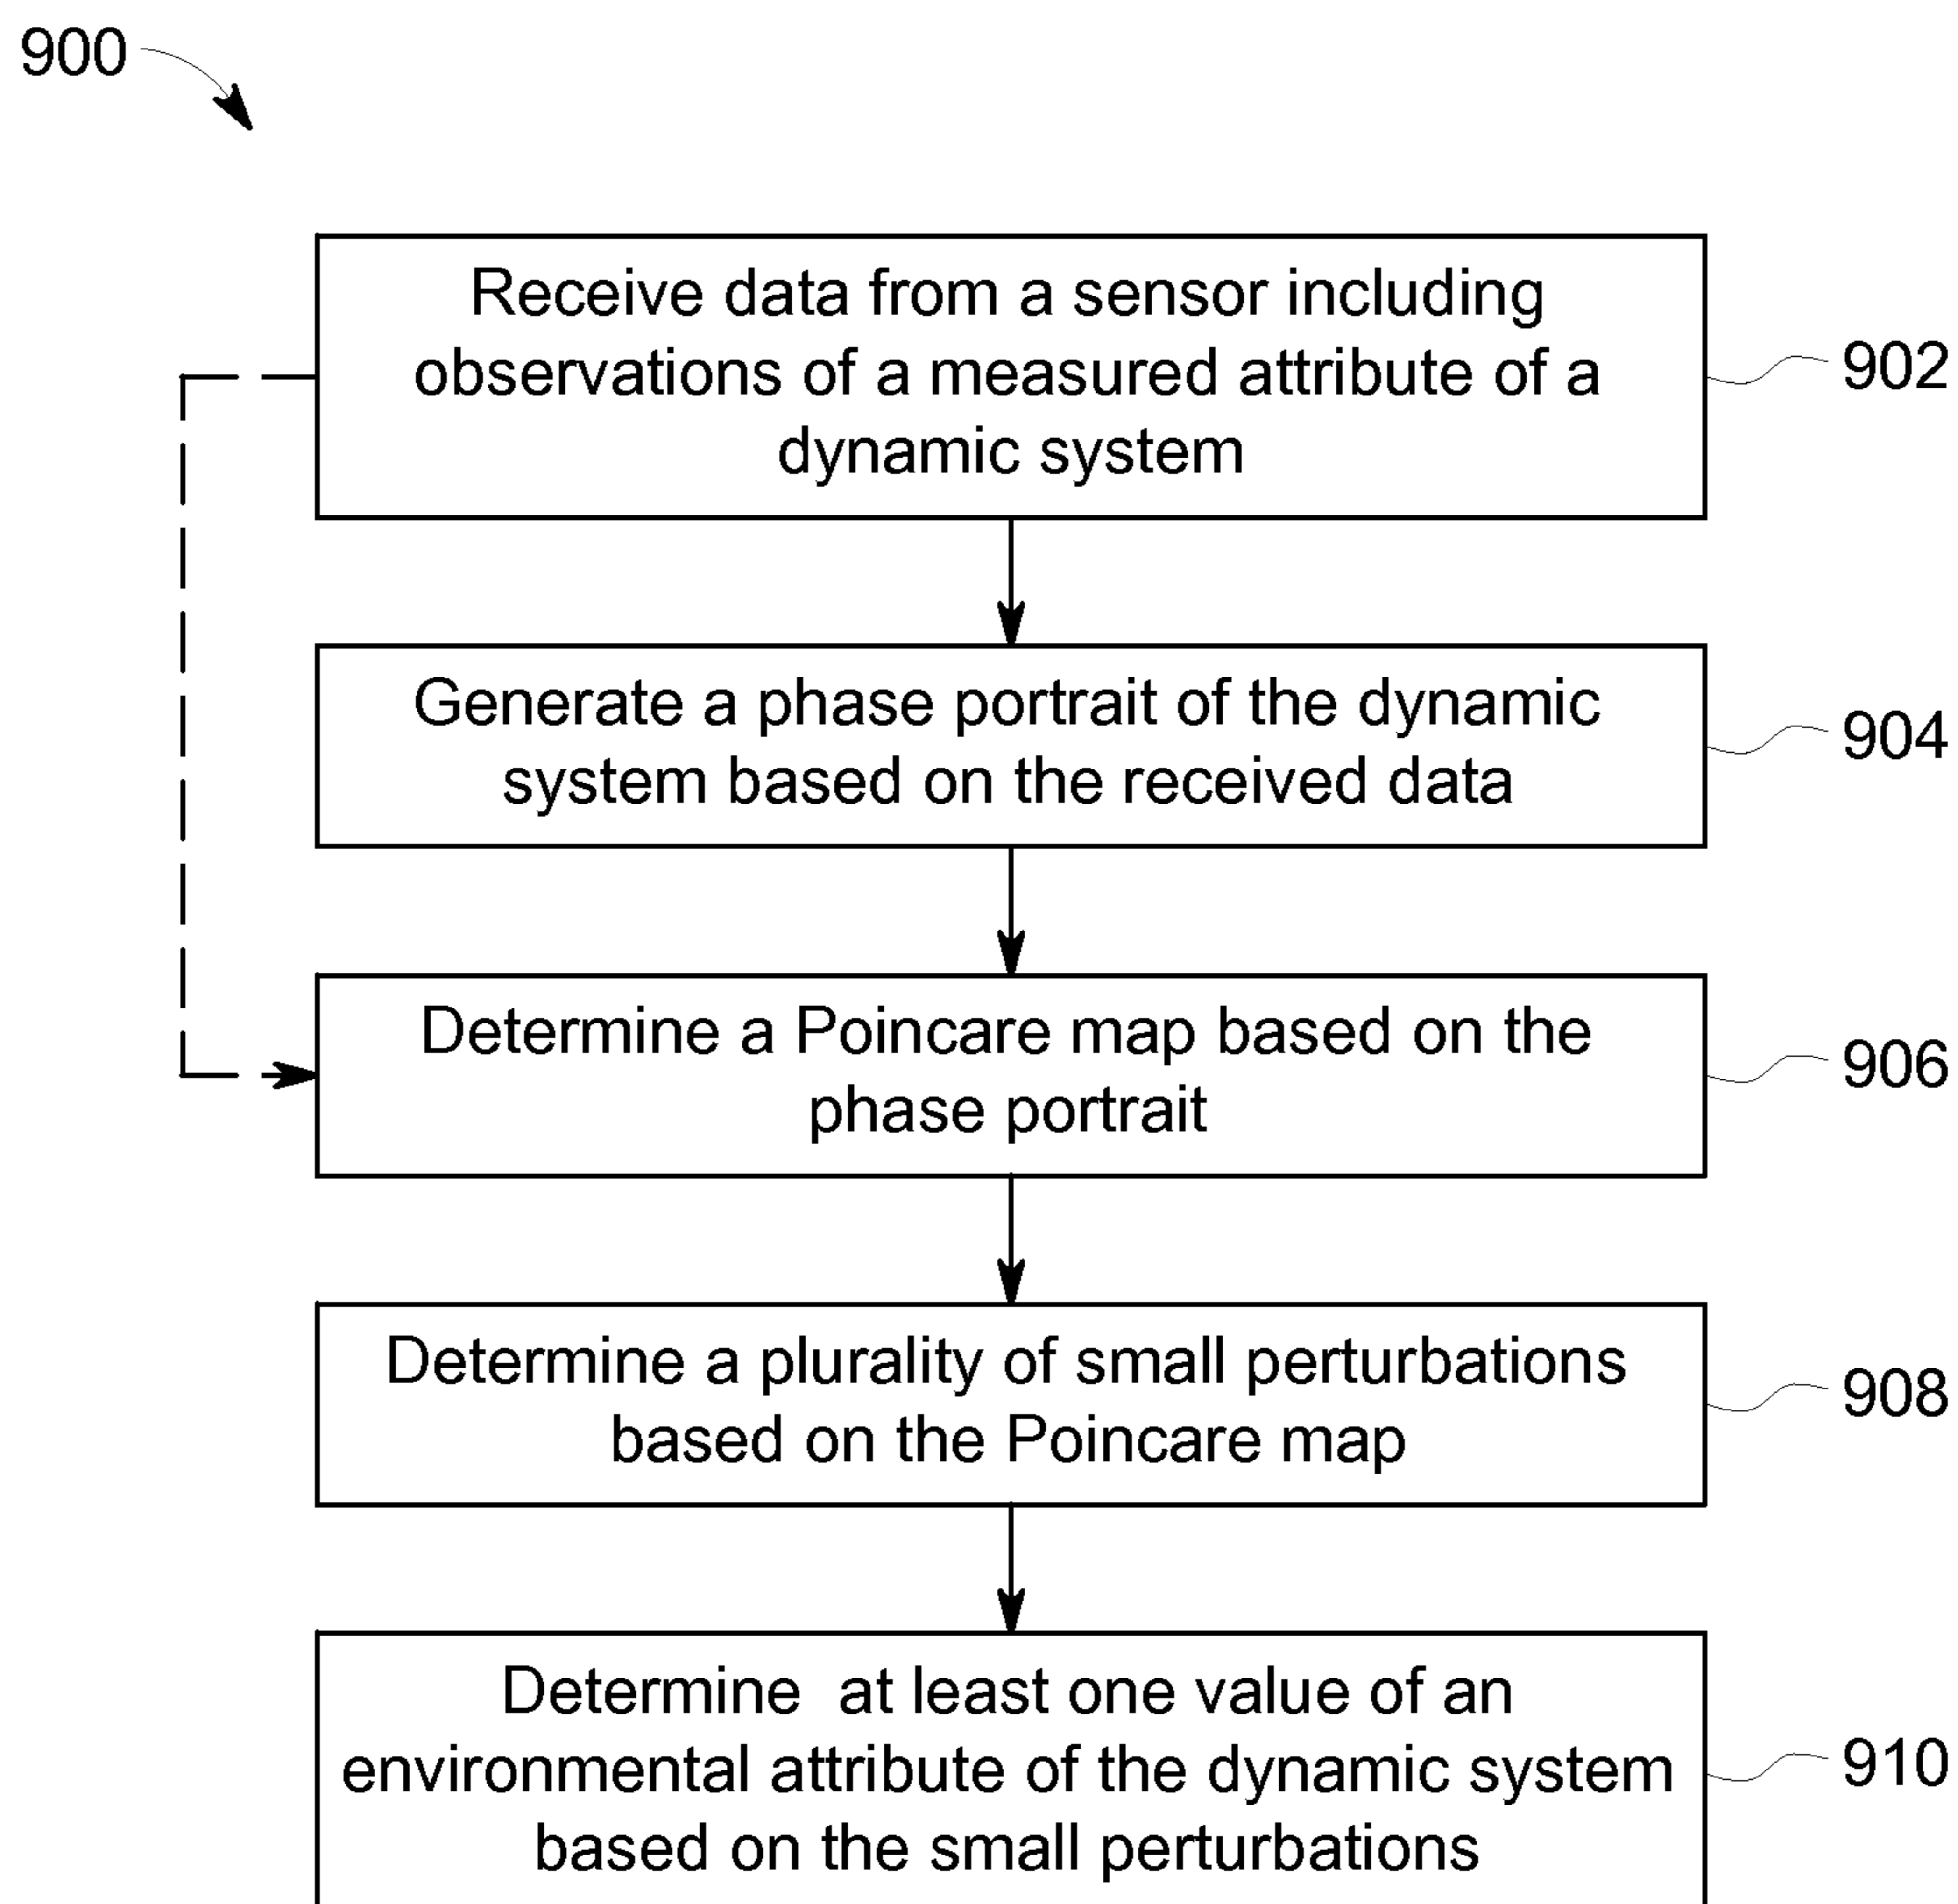 900
Receive data from a sensor including
observations of a measured attribute of a
dynamic system
902
Generate a phase portrait of the dynamic
system based on the received data
904
Determine a Poincare map based on the
phase portrait
906
Determine a plurality of small perturbations
based on the Poincare map
908
Determine at least one value of an
environmental attribute of the dynamic system
based on the small perturbations
910